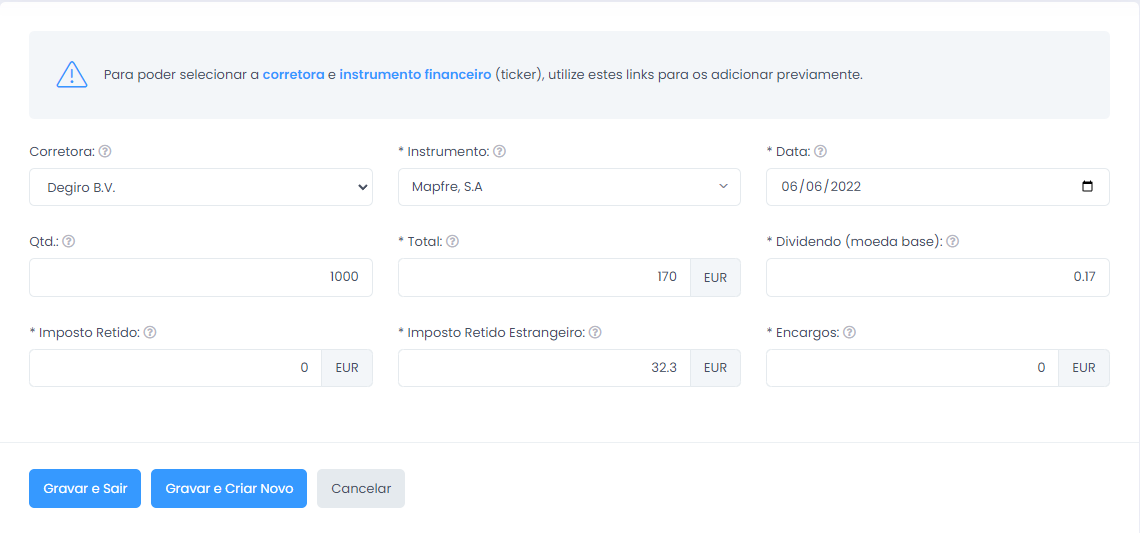 Para poder selecionar a corretora e instrumento financeiro (ticker), utilize estes links para os adicionar previamente.
Corretora: ?
* Instrumento: ?
* Data: ?
Degiro B.V.
Mapfre, S.A
06/06/2022
Qtd.: ?
* Total: ?
* Dividendo (moeda base): ?
1000
170 EUR
0.17
* Imposto Retido: ?
* Imposto Retido Estrangeiro: ?
* Encargos: ?
0 EUR
32.3 EUR
0 EUR
Gravar e Sair
Gravar e Criar Novo
Cancelar